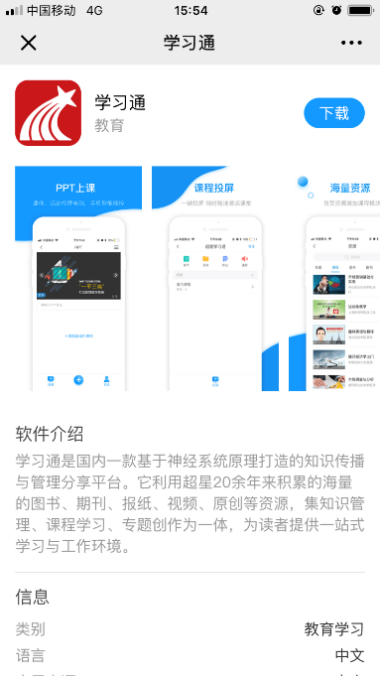 中国移动 4G 15:54
学习通
学习通
教育
下载
PPT上课
课程投屏
海量资源
软件介绍
学习通是国内一款基于神经系统原理打造的知识传播
与管理分享平台。它利用超星20余年来积累的海量
的图书、期刊、报纸、视频、原创等资源，集知识管
理、课程学习、专题创作为一体，为读者提供一站式
学习与工作环境。
信息
类别 教育学习
语言 中文